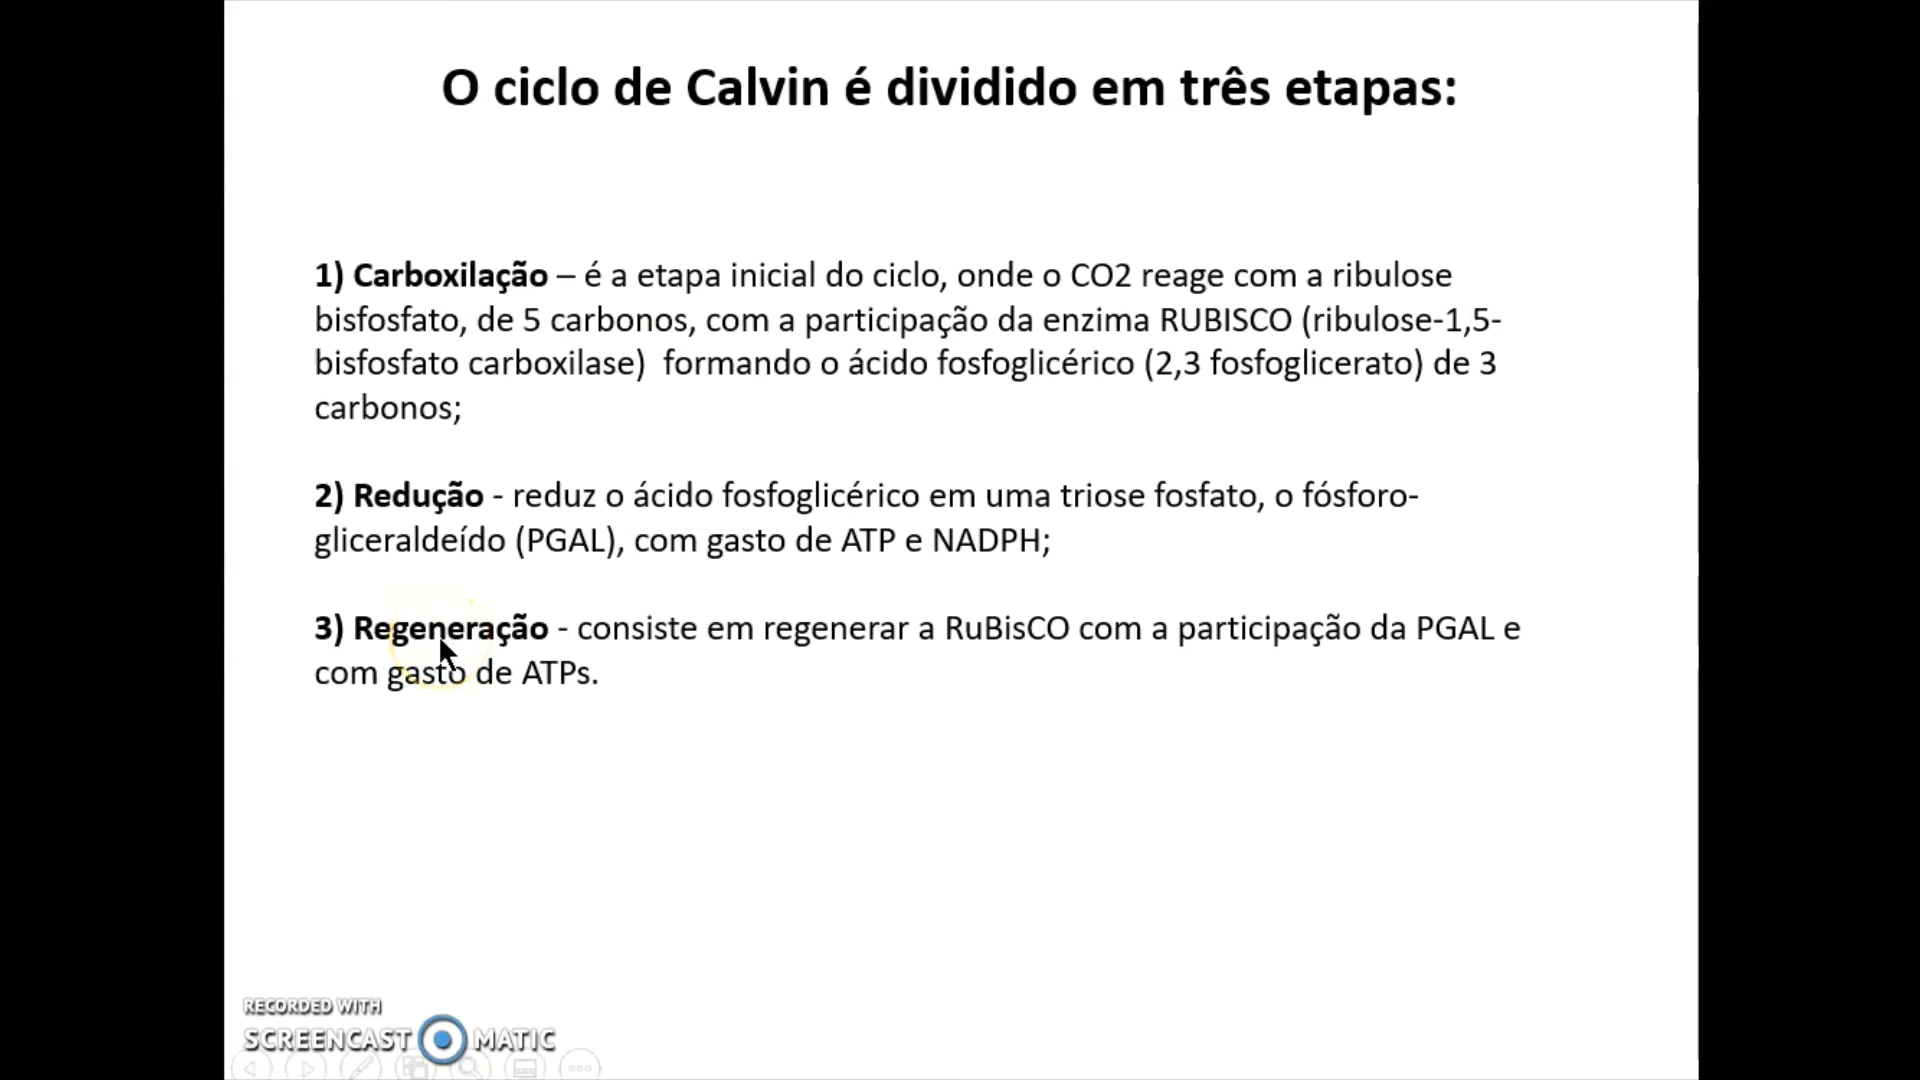 O ciclo de Calvin é dividido em três etapas:
1) Carboxilação – é a etapa inicial do ciclo, onde o CO2 reage com a ribulose
bisfosfato, de 5 carbonos, com a participação da enzima RUBISCO (ribulose-1,5-
bisfosfato carboxilase)  formando o ácido fosfoglicérico (2,3 fosfoglicerato) de 3
carbonos;
2) Redução - reduz o ácido fosfoglicérico em uma triose fosfato, o fósforo-
gliceraldeído (PGAL), com gasto de ATP e NADPH;
3) Regeneração - consiste em regenerar a RuBisCO com a participação da PGAL e
com gasto de ATPs.
RECORDED WITH
SCREENCAST MATIC